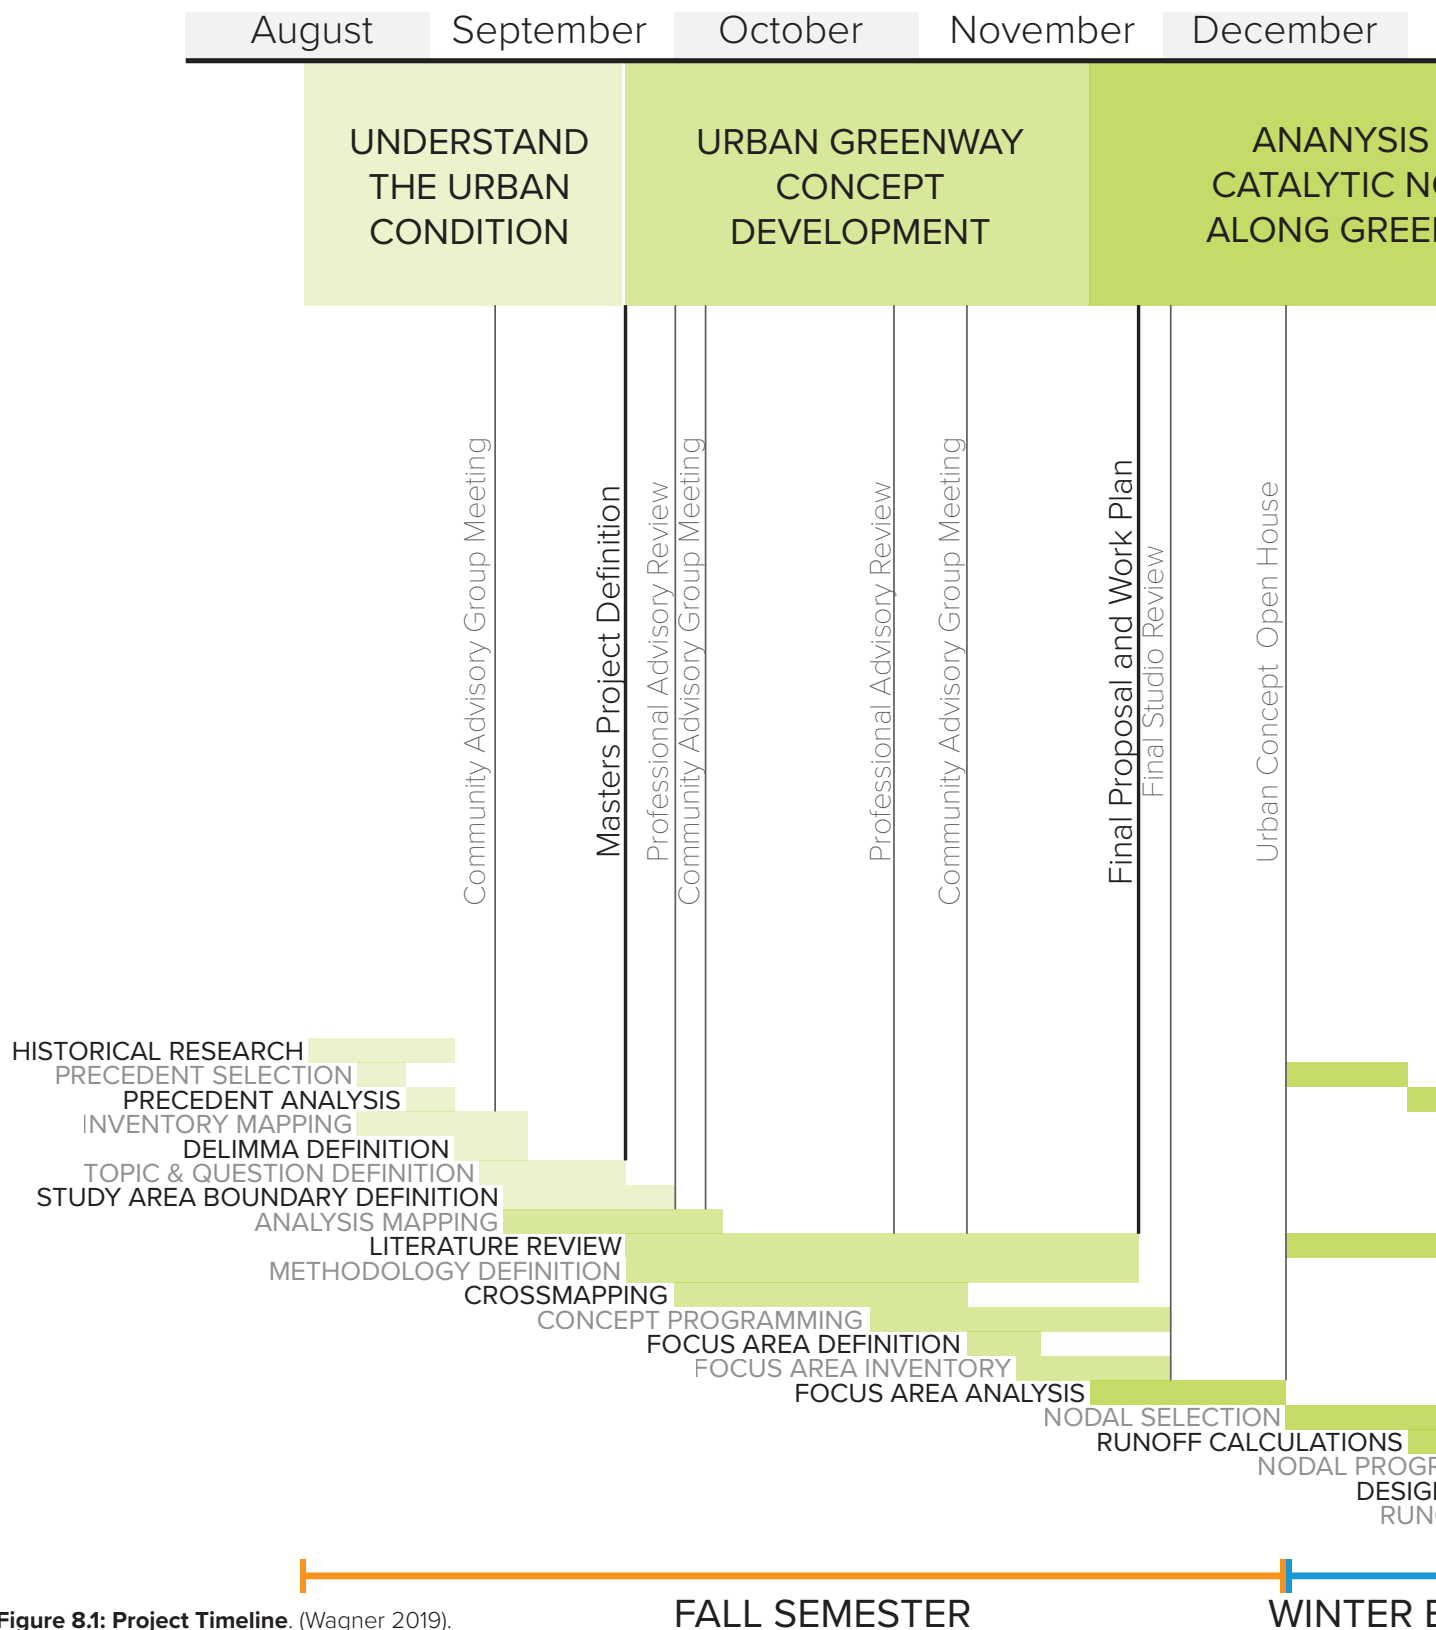 August September October November December
UNDERSTAND
THE URBAN
CONDITION
URBAN GREENWAY
CONCEPT
DEVELOPMENT
ANANYSIS
CATALYTIC
ALONG
Community Advisory Group Meeting
Masters Project Definition
Professional Advisory Review
Community Advisory Group Meeting
Professional Advisory Review
Community Advisory Group Meeting
Final Proposal and Work Plan
Final Studio Review
Urban Concept Open House
HISTORICAL RESEARCH
PRECEDENT SELECTION
PRECEDENT ANALYSIS
INVENTORY MAPPING
DELIMMA DEFINITION
TOPIC & QUESTION DEFINITION
STUDY AREA BOUNDARY DEFINITION
ANALYSIS MAPPING
LITERATURE REVIEW
METHODOLOGY DEFINITION
CROSSMAPPING
CONCEPT PROGRAMMING
FOCUS AREA DEFINITION
FOCUS AREA INVENTORY
FOCUS AREA ANALYSIS
NODAL SELECTION
RUNOFF CALCULATIONS
NODAL
FALL SEMESTER
WINTER
Figure 8.1: Project Timeline. (Wagner 2019).